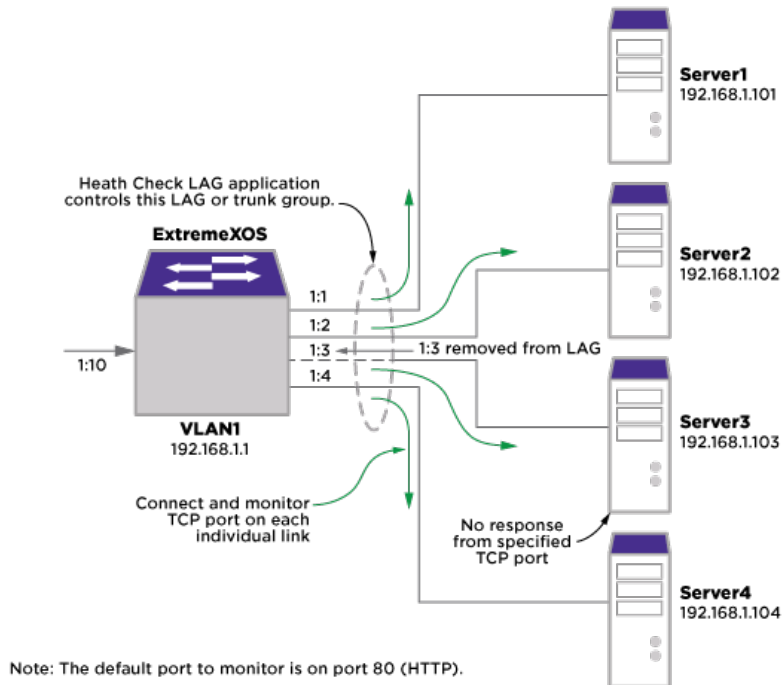 Server1
192.168.1.101
Heath Check LAG application
controls this LAG or trunk group.
ExtremeXOS
Server2
192.168.1.102
1:1
1:2
1:3
1:3 removed from LAG
1:4
1:10
VLAN1
192.168.1.1
Server3
192.168.1.103
Connect and monitor
TCP port on each
individual link
No response
from specified
TCP port
Server4
192.168.1.104
Note: The default port to monitor is on port 80 (HTTP).